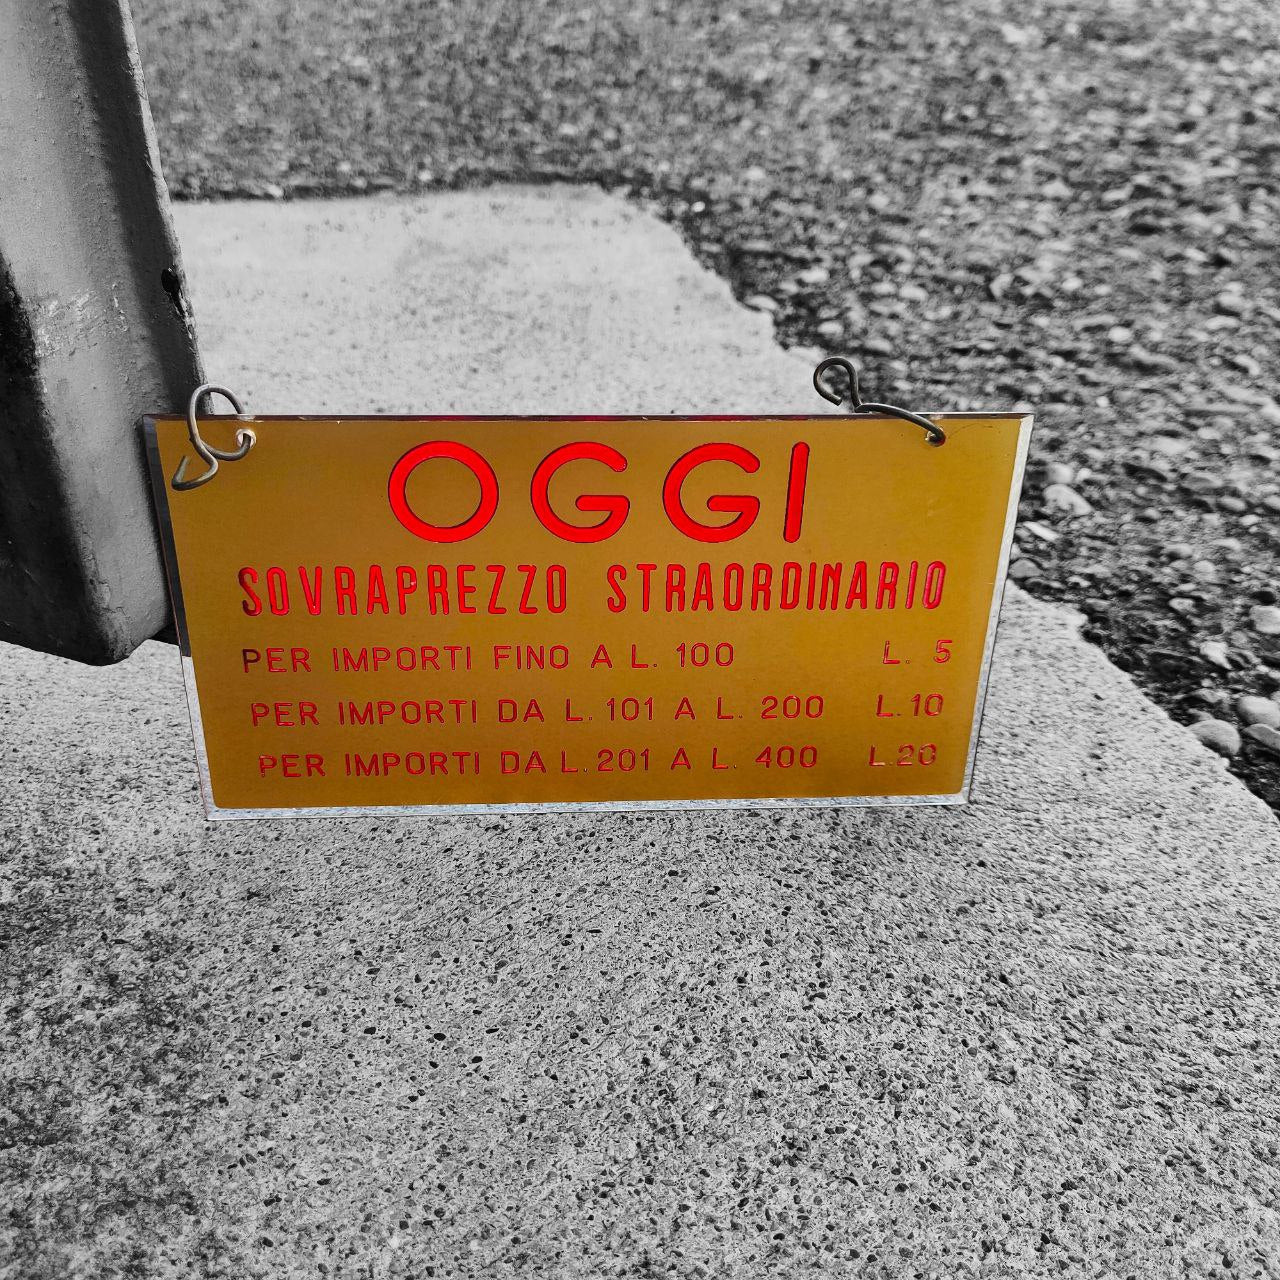 OGGI
SOVRAPREZZO STRAORDINARIO
PER IMPORTI FINO A L. 100 L. 5
PER IMPORTI DA L. 101 A L. 200 L. 10
PER IMPORTI DA L. 201 A L. 400 L. 20